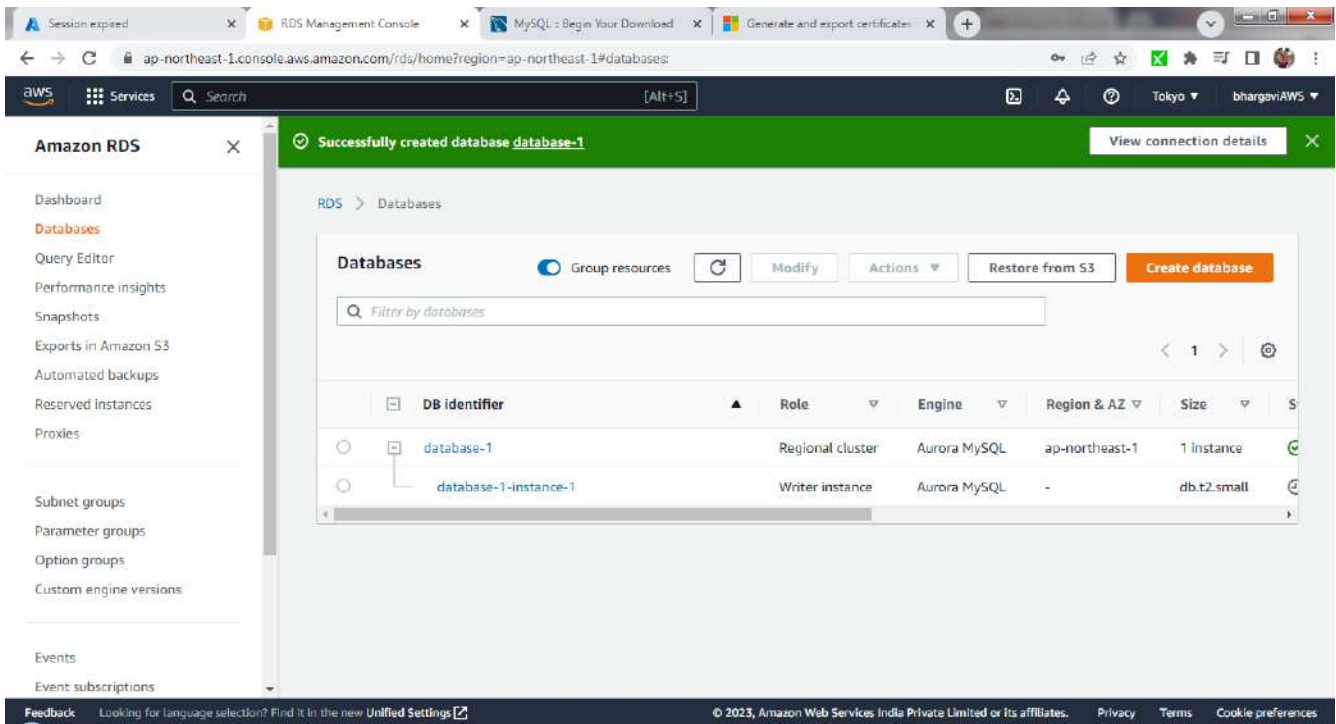 Session expired
RDS Management Console
MySQL :: Begin Your Download
Generate and export certificates
ap-northeast-1.console.aws.amazon.com/rds/home?region=ap-northeast-1#databases:
aws Services Search [Alt+S] Tokyo ▼ bhargaviAWS ▼
Amazon RDS
Successfully created database database-1 View connection details
Dashboard
Databases
Query Editor
Performance insights
Snapshots
Exports in Amazon S3
Automated backups
Reserved instances
Proxies
Subnet groups
Parameter groups
Option groups
Custom engine versions
Events
Event subscriptions
RDS > Databases
Databases Group resources Modify Actions ▼ Restore from S3 Create database
Filter by databases
< 1 >
DB identifier Role Engine Region & AZ Size S
database-1 Regional cluster Aurora MySQL ap-northeast-1 1 instance
database-1-instance-1 Writer instance Aurora MySQL - db.t2.small
Feedback Looking for language selection? Find it in the new Unified Settings © 2023, Amazon Web Services India Private Limited or its affiliates. Privacy Terms Cookie preferences